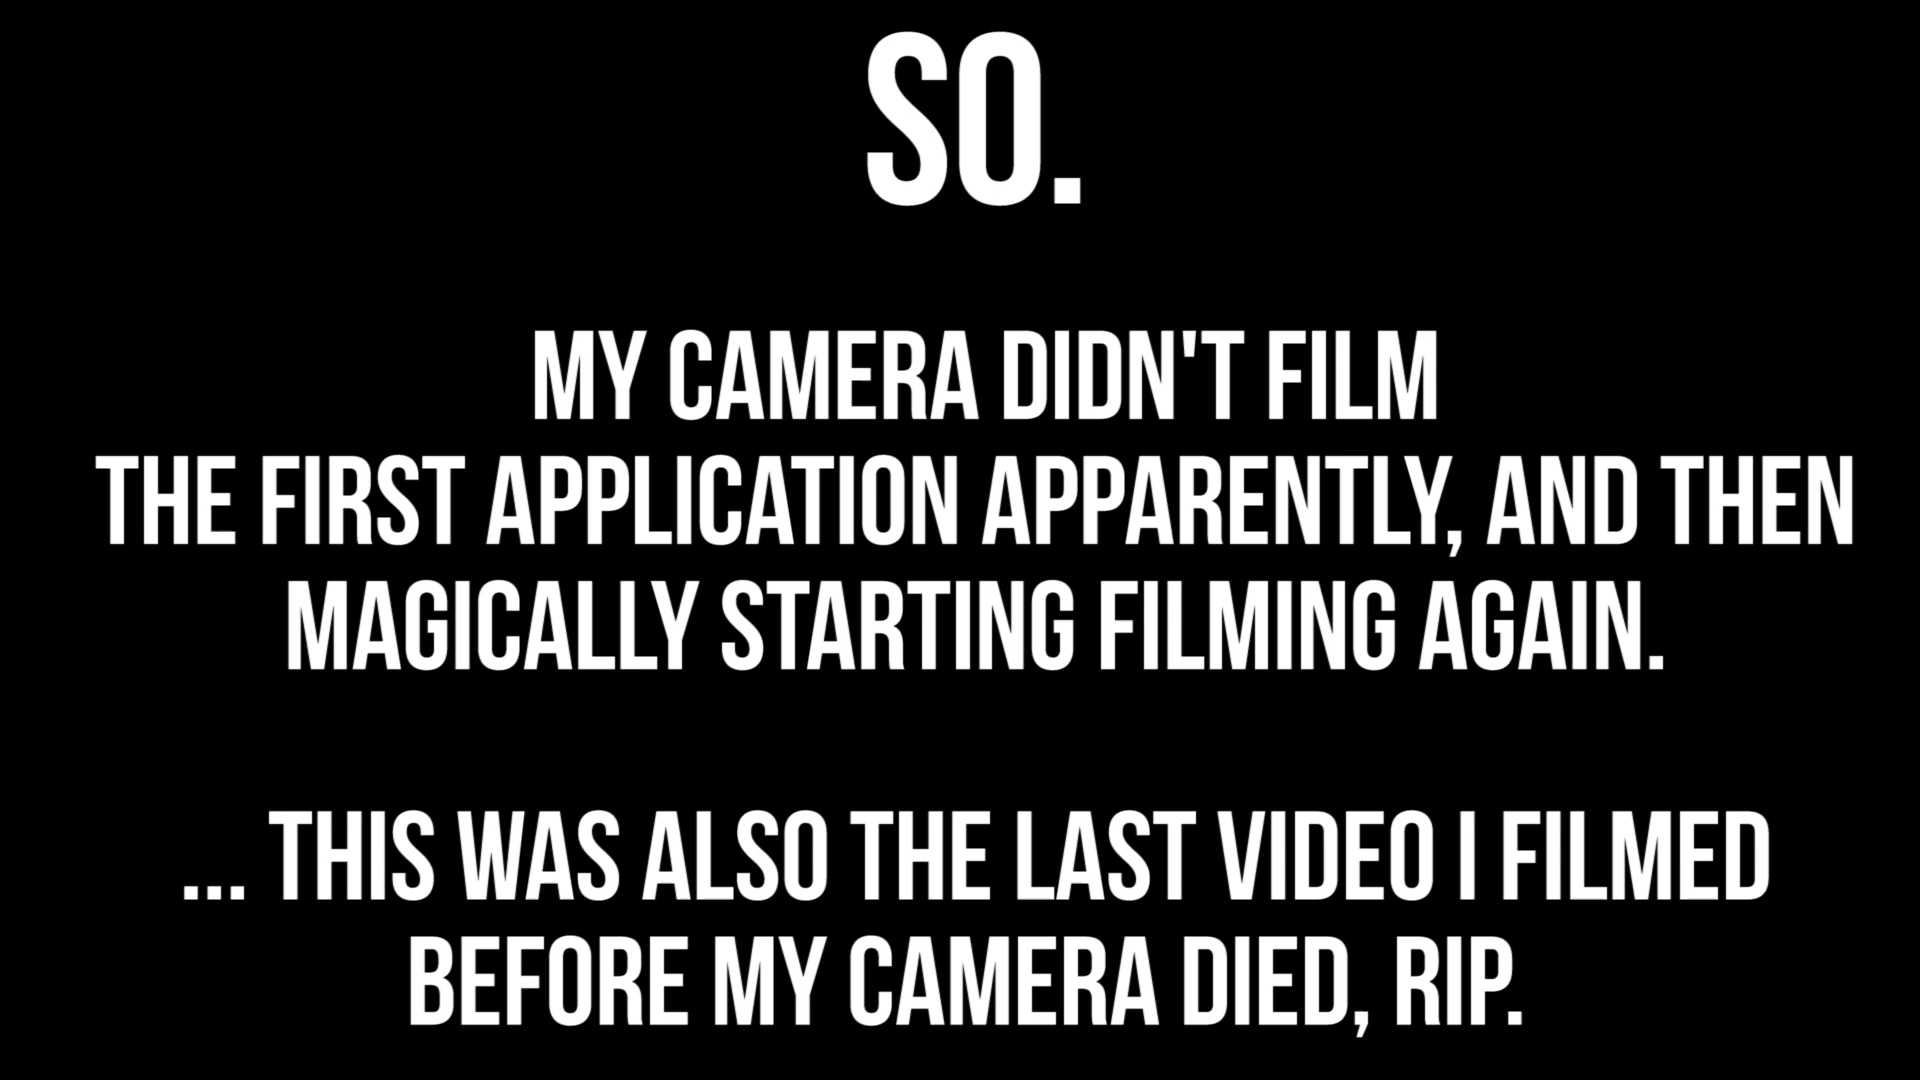 SO.
MY CAMERA DIDN'T FILM
THE FIRST APPLICATION APPARENTLY, AND THEN
MAGICALLY STARTING FILMING AGAIN.
... THIS WAS ALSO THE LAST VIDEO I FILMED
BEFORE MY CAMERA DIED, RIP.